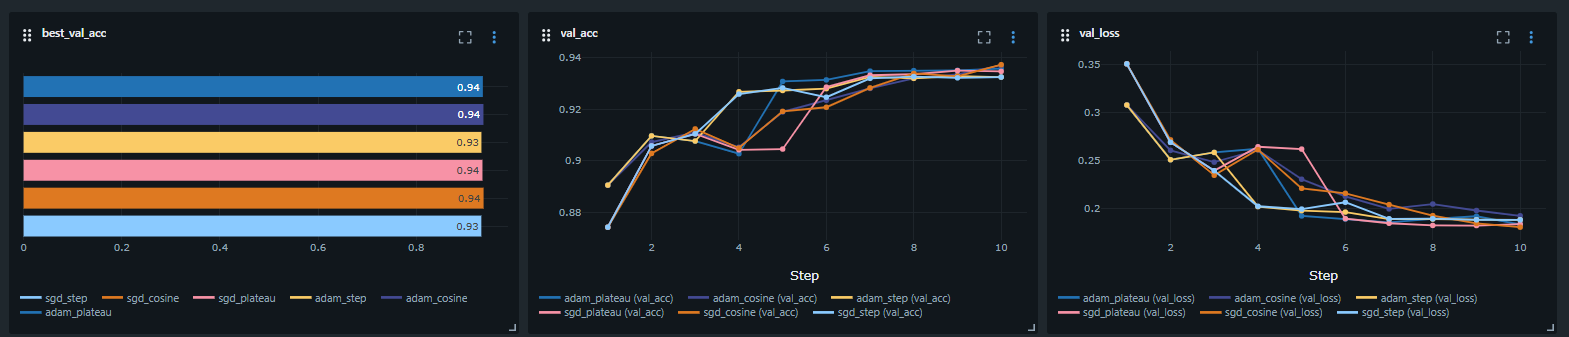 best_val_acc
0.94
0.94
0.93
0.94
0.94
0.93
0 0.2 0.4 0.6 0.8
sgd_step sgd_cosine sgd_plateau adam_step adam_cosine
adam_plateau
val_acc
0.94
0.92
0.9
0.88
2 4 6 8 10
Step
adam_plateau (val_acc) adam_cosine (val_acc) adam_step (val_acc)
sgd_plateau (val_acc) sgd_cosine (val_acc) sgd_step (val_acc)
val_loss
0.35
0.3
0.25
0.2
2 4 6 8 10
Step
adam_plateau (val_loss) adam_cosine (val_loss) adam_step (val_loss)
sgd_plateau (val_loss) sgd_cosine (val_loss) sgd_step (val_loss)